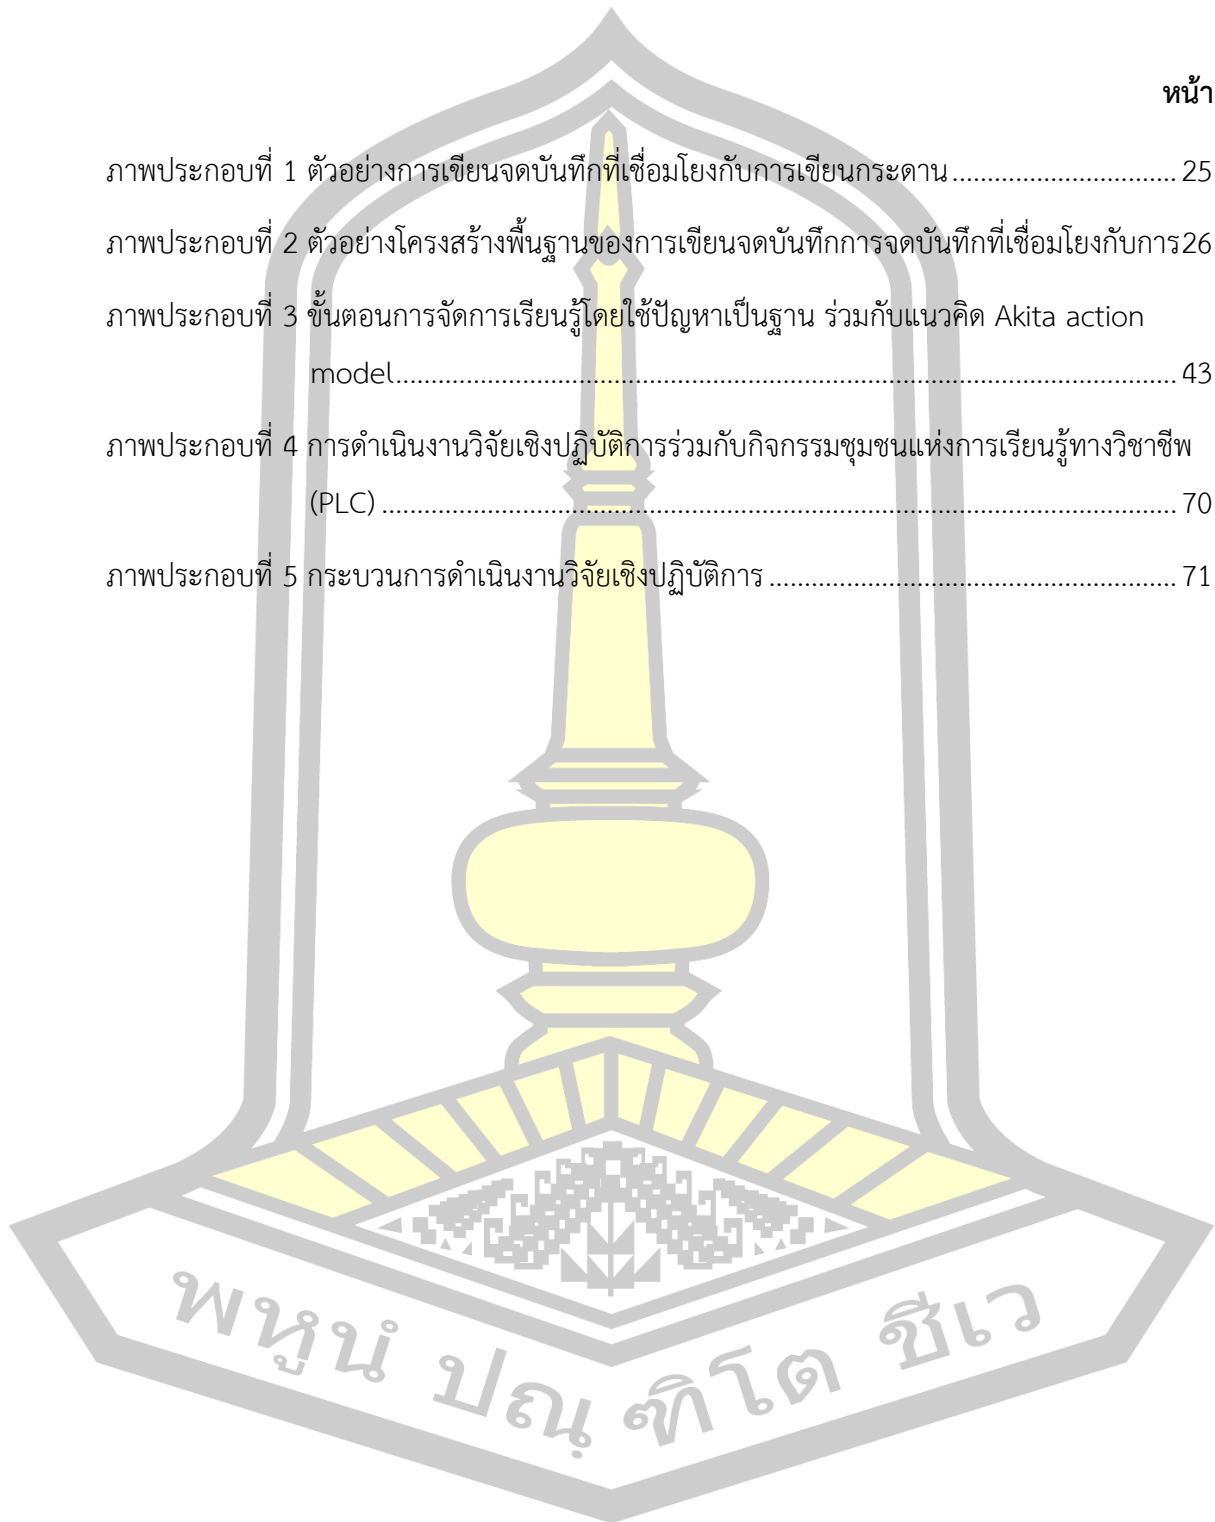 หน้า
ภาพประกอบที่ 1 ตัวอย่างการเขียนจดบันทึกที่เชื่อมโยงกับการเขียนกระดาน ............................... 25
ภาพประกอบที่ 2 ตัวอย่างโครงสร้างพื้นฐานของการเขียนจดบันทึกการจดบันทึกที่เชื่อมโยงกับการ26
ภาพประกอบที่ 3 ขั้นตอนการจัดการเรียนรู้โดยใช้ปัญหาเป็นฐาน ร่วมกับแนวคิด Akita action
model........................................................................................................... 43
ภาพประกอบที่ 4 การดำเนินงานวิจัยเชิงปฏิบัติการร่วมกับกิจกรรมชุมชนแห่งการเรียนรู้ทางวิชาชีพ
(PLC) ............................................................................................................. 70
ภาพประกอบที่ 5 กระบวนการดำเนินงานวิจัยเชิงปฏิบัติการ ....................................................... 71
พหูนํ ปณฺ ฑิโต ชีเว